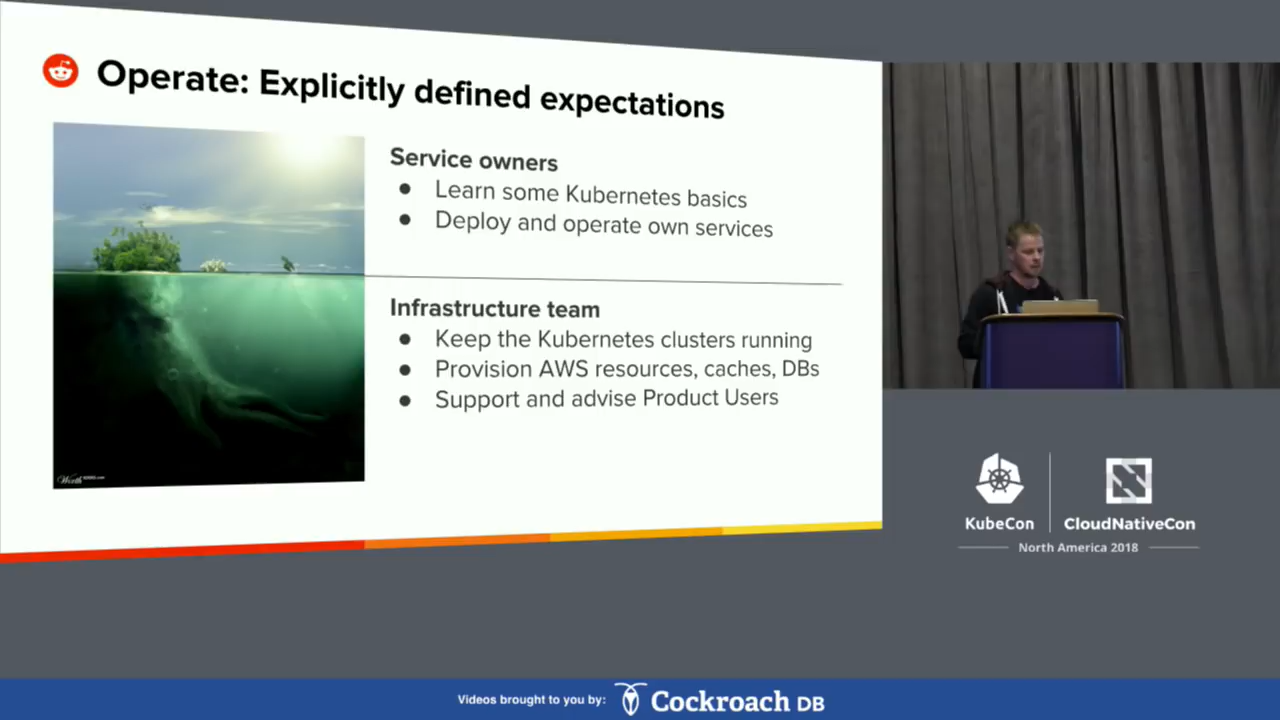 Operate: Explicitly defined expectations
Service owners
● Learn some Kubernetes basics
● Deploy and operate own services
Infrastructure team
● Keep the Kubernetes clusters running
● Provision AWS resources, caches, DBs
● Support and advise Product Users
KubeCon
CloudNativeCon
North America 2018
Videos brought to you by:
Cockroach DB